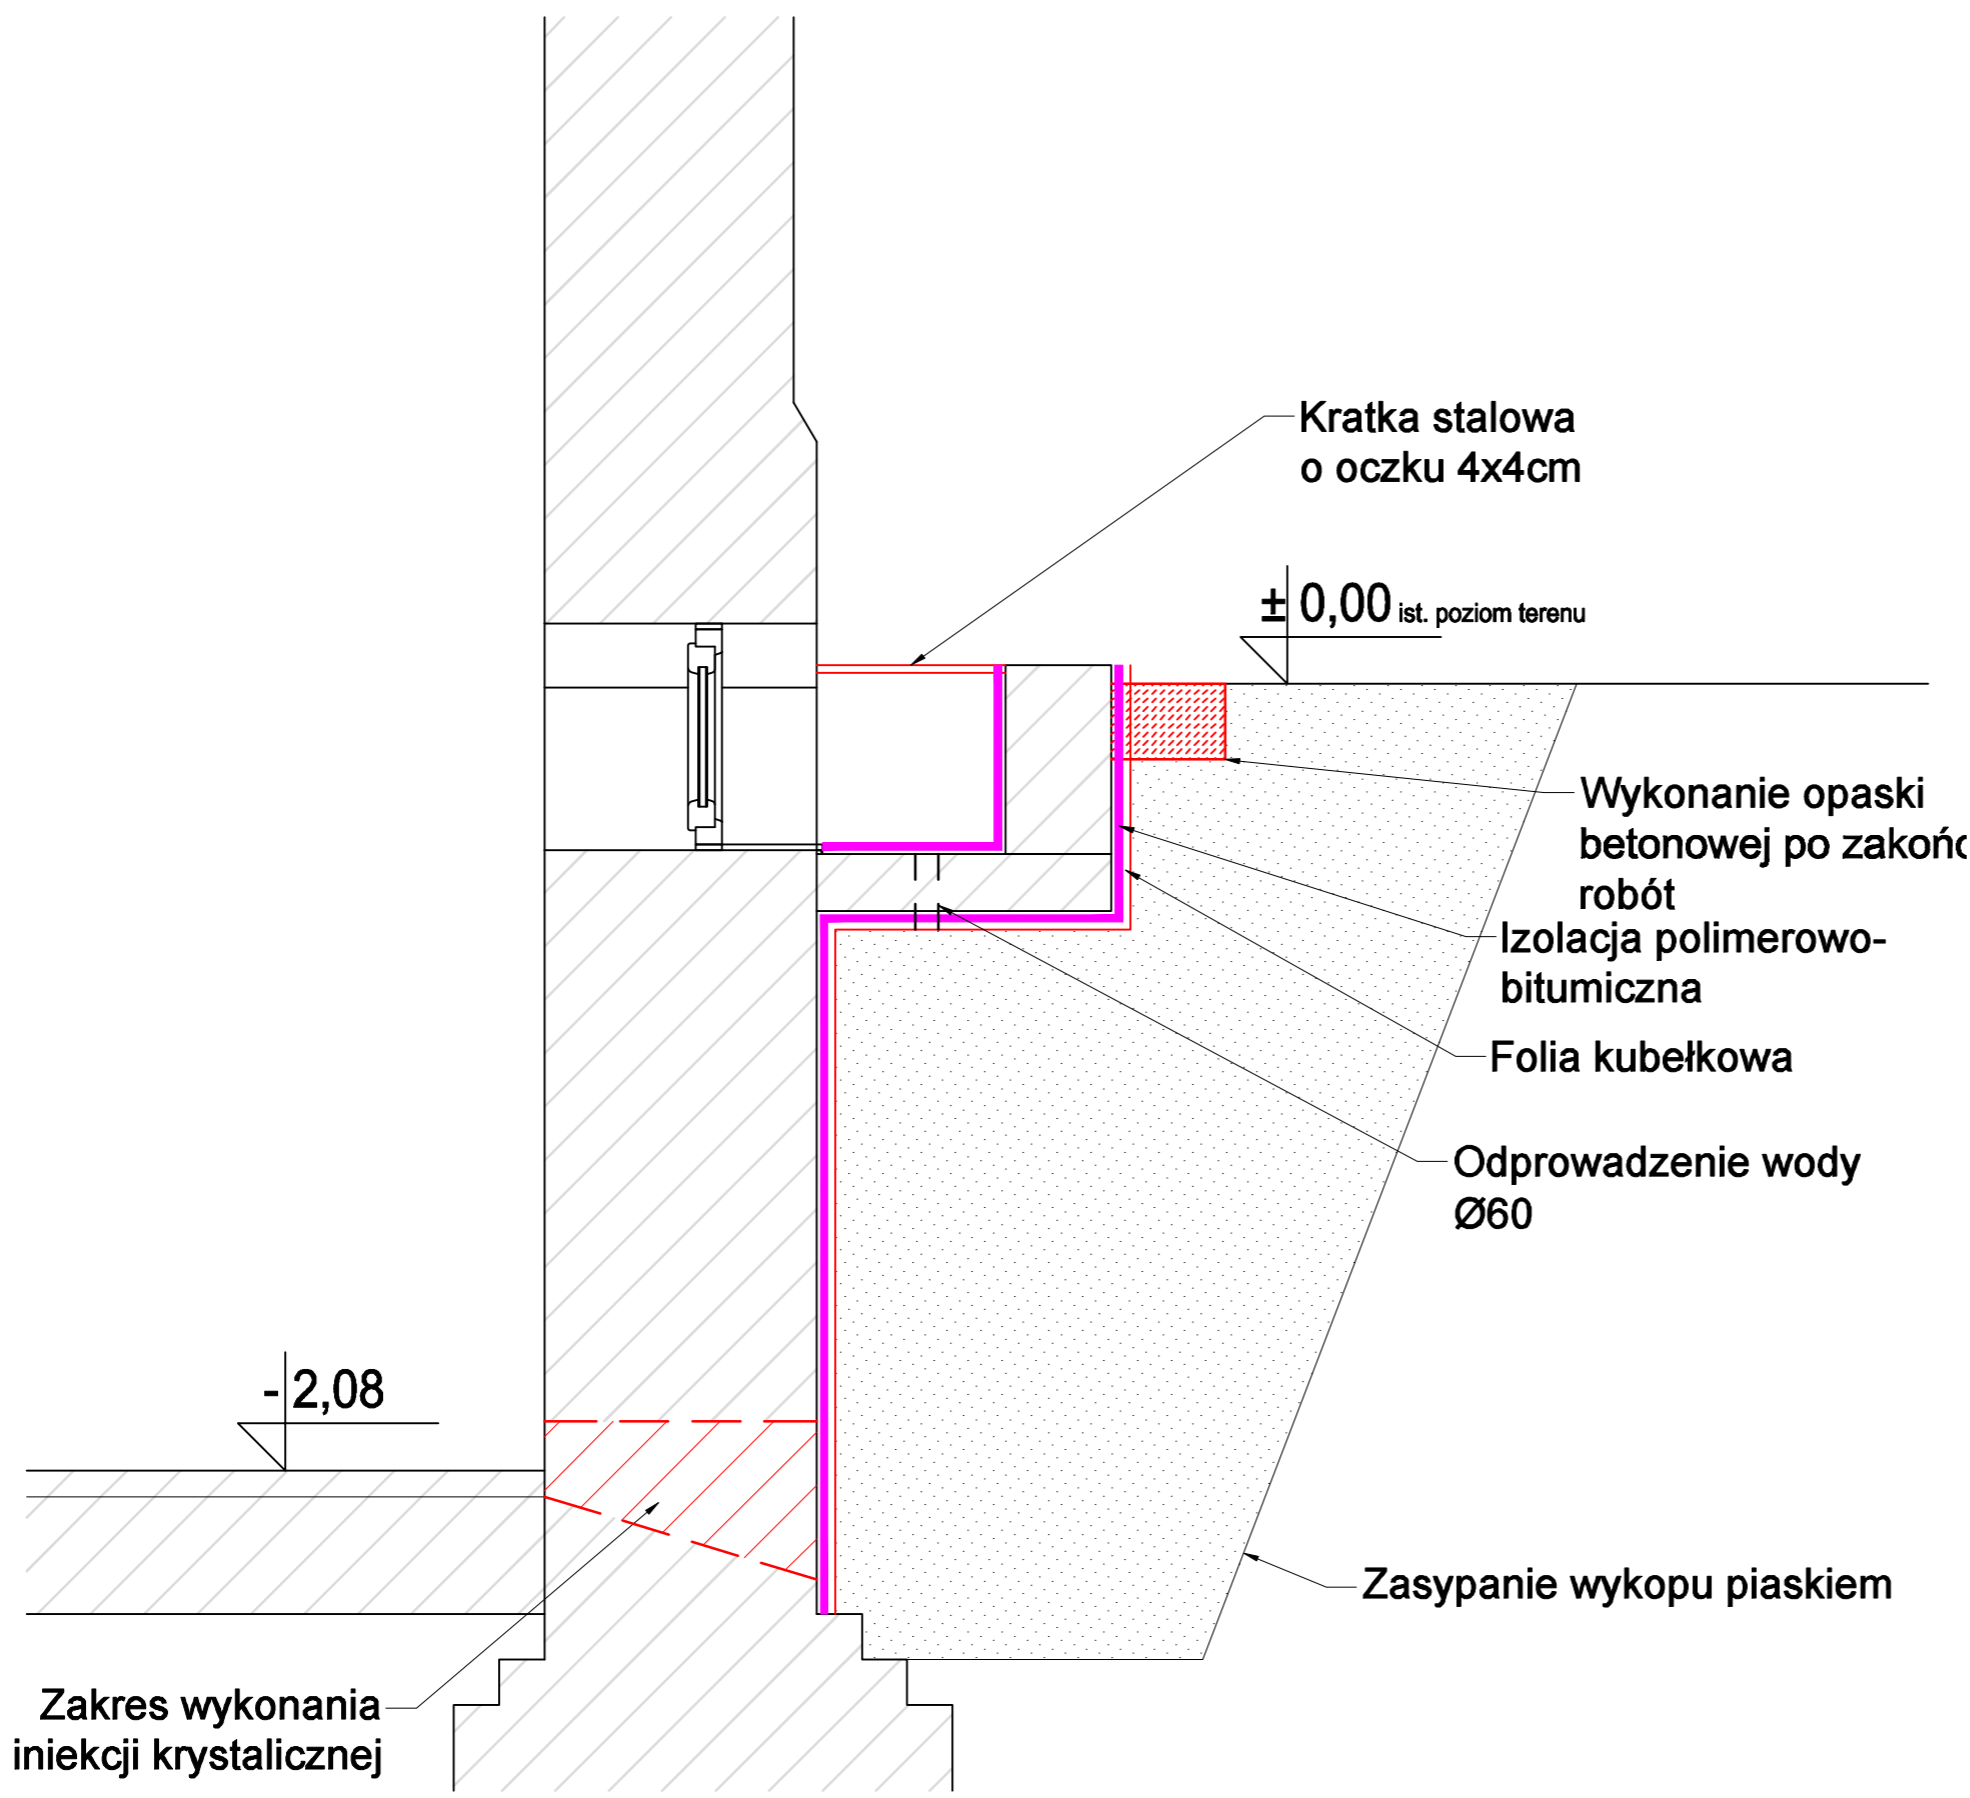 Kratka stalowa
o oczku 4x4cm
± 0,00 ist. poziom terenu
Wykonanie opaski
betonowej po zakońc
robót
Izolacja polimerowo-
bitumiczna
Folia kubełkowa
Odprowadzenie wody
Ø60
- 2,08
Zasypanie wykopu piaskiem
Zakres wykonania
iniekcji krystalicznej